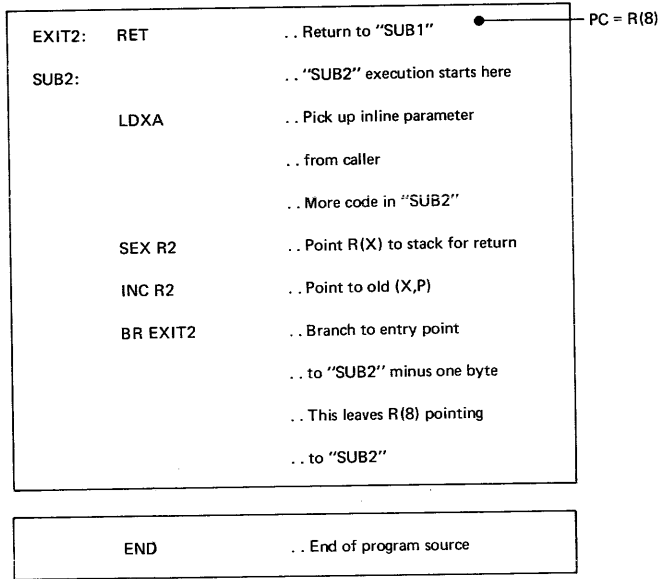 EXIT2: RET .. Return to "SUB1" PC = R(8)
SUB2: .. "SUB2" execution starts here
LDXA .. Pick up inline parameter
.. from caller
.. More code in "SUB2"
SEX R2 .. Point R(X) to stack for return
INC R2 .. Point to old (X,P)
BR EXIT2 .. Branch to entry point
.. to "SUB2" minus one byte
.. This leaves R(8) pointing
.. to "SUB2"
END .. End of program source